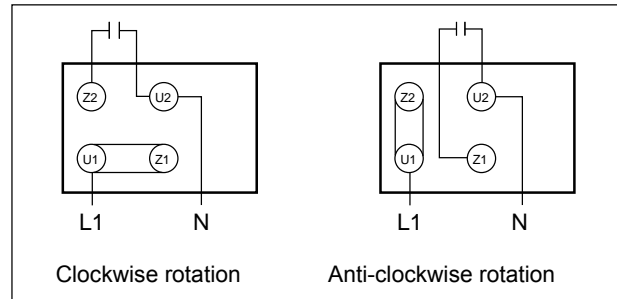 Z2 U2 Z2 U2
U1 Z1 U1 Z1
L1 N L1 N
Clockwise rotation Anti-clockwise rotation